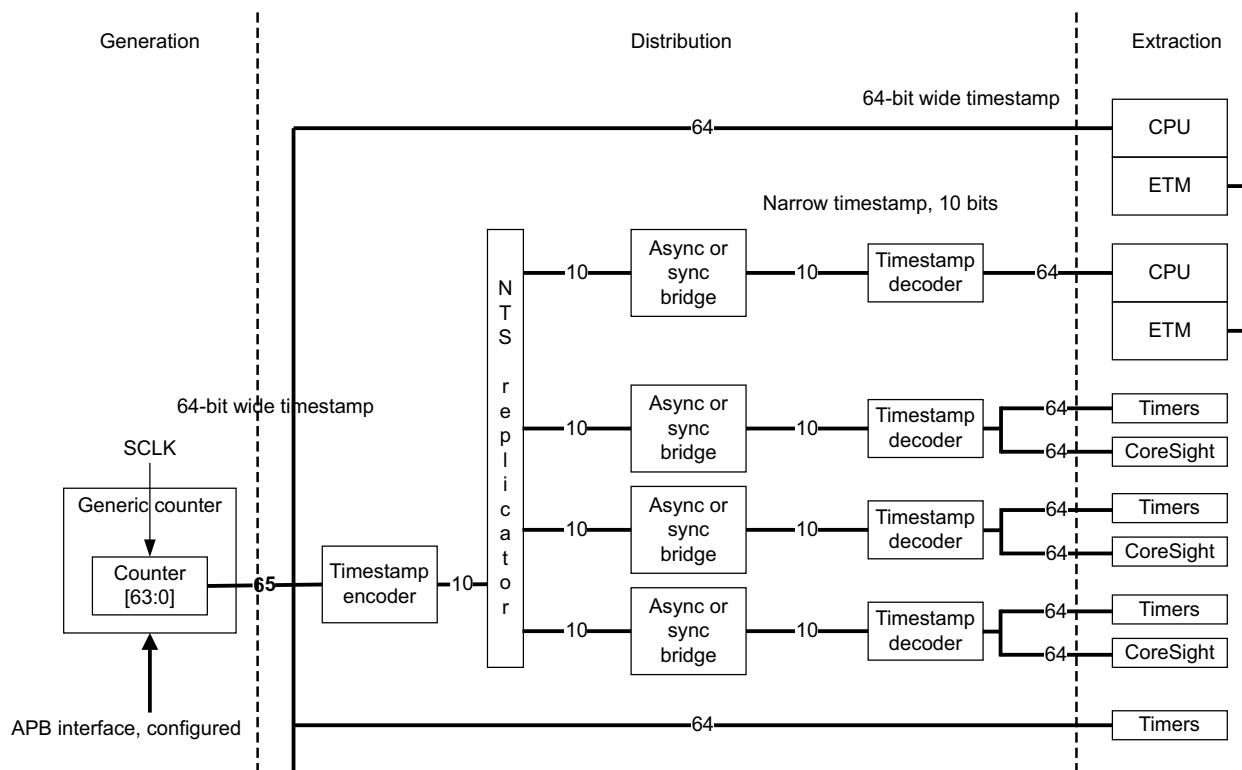 Generation
Distribution
Extraction
64-bit wide timestamp
64
CPU
ETM
Narrow timestamp, 10 bits
NTS replicator
10
Async or
sync
bridge
10
Timestamp
decoder
64
CPU
ETM
64-bit wide timestamp
10
Async or
sync
bridge
10
Timestamp
decoder
64
Timers
64
CoreSight
SCLK
Generic counter
Counter
[63:0]
65
Timestamp
encoder
10
10
Async or
sync
bridge
10
Timestamp
decoder
64
Timers
64
CoreSight
10
Async or
sync
bridge
10
Timestamp
decoder
64
Timers
64
CoreSight
APB interface, configured
64
Timers